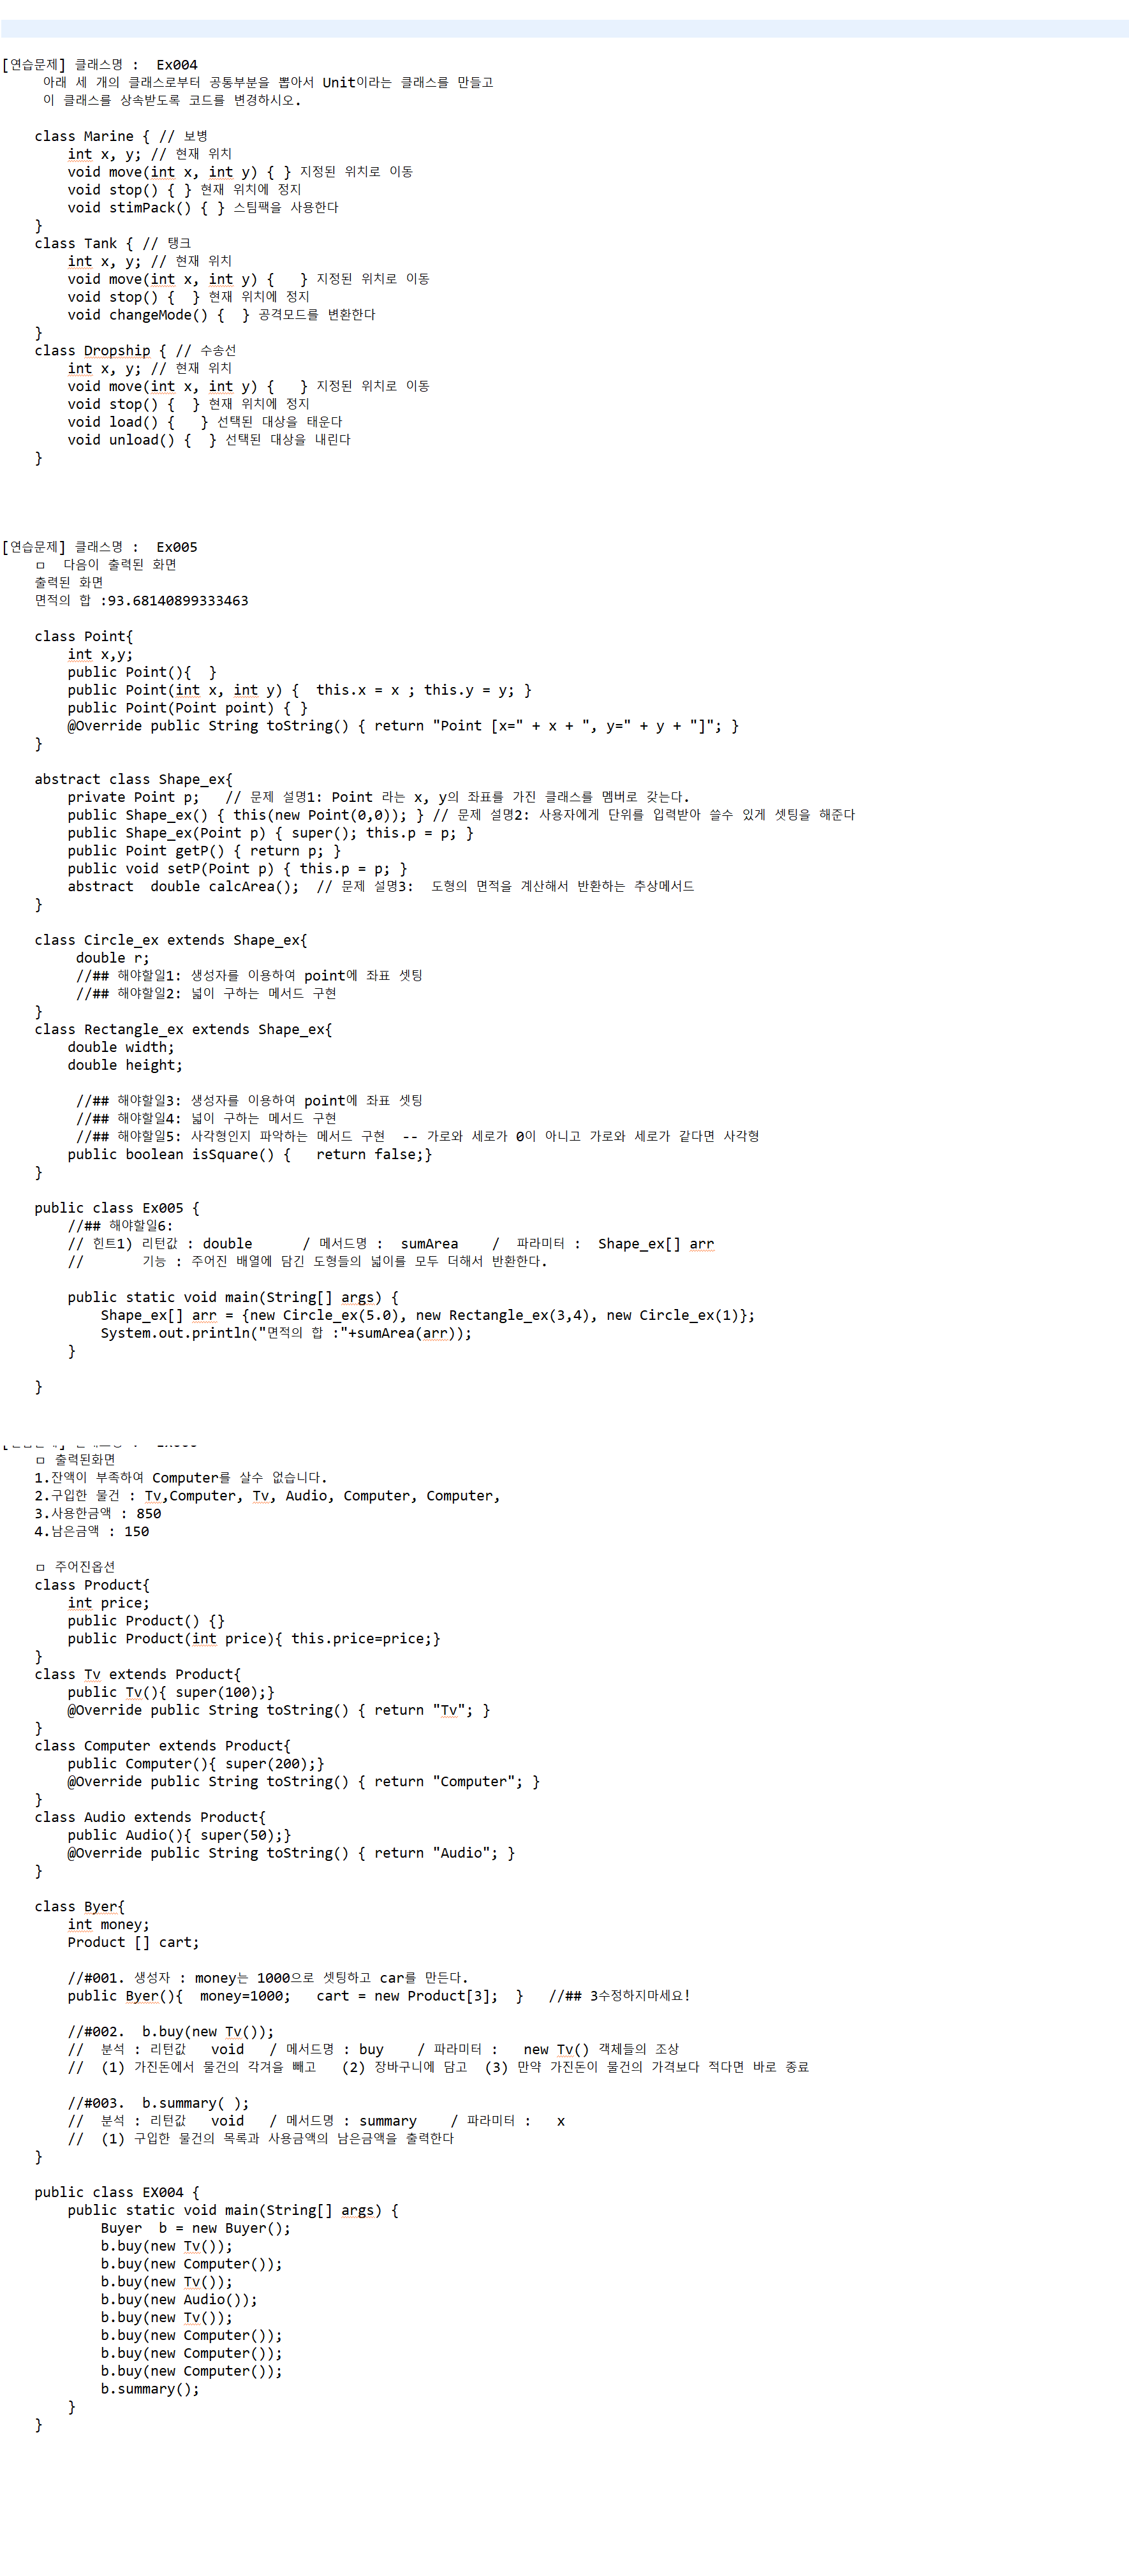 [연습문제] 클래스명 :  Ex004
     아래 세 개의 클래스로부터 공통부분을 뽑아서 Unit이라는 클래스를 만들고
     이 클래스를 상속받도록 코드를 변경하시오.
    class Marine { // 보병
        int x, y; // 현재 위치
        void move(int x, int y) { } 지정된 위치로 이동
        void stop() { } 현재 위치에 정지
        void stimPack() { } 스팀팩을 사용한다
    }
    class Tank { // 탱크
        int x, y; // 현재 위치
        void move(int x, int y) {   } 지정된 위치로 이동
        void stop() {  } 현재 위치에 정지
        void changeMode() {  } 공격모드를 변환한다
    }
    class Dropship { // 수송선
        int x, y; // 현재 위치
        void move(int x, int y) {   } 지정된 위치로 이동
        void stop() {  } 현재 위치에 정지
        void load() {   } 선택된 대상을 태운다
        void unload() {  } 선택된 대상을 내린다
    }
[연습문제] 클래스명 :  Ex005
    ㅁ  다음이 출력된 화면
    출력된 화면
    면적의 합 :93.68140899333463
    class Point{
        int x,y;
        public Point(){  }
        public Point(int x, int y) {  this.x = x ; this.y = y; }
        public Point(Point point) { }
        @Override public String toString() { return "Point [x=" + x + ", y=" + y + "]"; }
    }
    abstract class Shape_ex{
        private Point p;   // 문제 설명1: Point 라는 x, y의 좌표를 가진 클래스를 멤버로 갖는다.
        public Shape_ex() { this(new Point(0,0)); } // 문제 설명2: 사용자에게 단위를 입력받아 쓸수 있게 셋팅을 해준다
        public Shape_ex(Point p) { super(); this.p = p; }
        public Point getP() { return p; }
        public void setP(Point p) { this.p = p; }
        abstract  double calcArea();  // 문제 설명3:  도형의 면적을 계산해서 반환하는 추상메서드
    }
    class Circle_ex extends Shape_ex{
         double r;
         //## 해야할일1: 생성자를 이용하여 point에 좌표 셋팅
         //## 해야할일2: 넓이 구하는 메서드 구현
    }
    class Rectangle_ex extends Shape_ex{
        double width;
        double height;
         //## 해야할일3: 생성자를 이용하여 point에 좌표 셋팅
         //## 해야할일4: 넓이 구하는 메서드 구현
         //## 해야할일5: 사각형인지 파악하는 메서드 구현  -- 가로와 세로가 0이 아니고 가로와 세로가 같다면 사각형
        public boolean isSquare() {   return false;}
    }
    public class Ex005 {
        //## 해야할일6:
        // 힌트1) 리턴값 : double      / 메서드명 :  sumArea    /  파라미터 :  Shape_ex[] arr
        //       기능 : 주어진 배열에 담긴 도형들의 넓이를 모두 더해서 반환한다.
        public static void main(String[] args) {
            Shape_ex[] arr = {new Circle_ex(5.0), new Rectangle_ex(3,4), new Circle_ex(1)};
            System.out.println("면적의 합 :"+sumArea(arr));
        }
    }
    ㅁ 출력된화면
    1.잔액이 부족하여 Computer를 살수 없습니다.
    2.구입한 물건 : Tv,Computer, Tv, Audio, Computer, Computer,
    3.사용한금액 : 850
    4.남은금액 : 150
    ㅁ 주어진옵션
    class Product{
        int price;
        public Product() {}
        public Product(int price){ this.price=price;}
    }
    class Tv extends Product{
        public Tv(){ super(100);}
        @Override public String toString() { return "Tv"; }
    }
    class Computer extends Product{
        public Computer(){ super(200);}
        @Override public String toString() { return "Computer"; }
    }
    class Audio extends Product{
        public Audio(){ super(50);}
        @Override public String toString() { return "Audio"; }
    }
    class Byer{
        int money;
        Product [] cart;
        //#001. 생성자 : money는 1000으로 셋팅하고 car를 만든다.
        public Byer(){  money=1000;   cart = new Product[3];  }   //## 3수정하지마세요!
        //#002.  b.buy(new Tv());
        //  분석 : 리턴값   void   / 메서드명 : buy    / 파라미터 :   new Tv() 객체들의 조상
        //  (1) 가진돈에서 물건의 각겨을 빼고   (2) 장바구니에 담고  (3) 만약 가진돈이 물건의 가격보다 적다면 바로 종료
        //#003.  b.summary( );
        //  분석 : 리턴값   void   / 메서드명 : summary    / 파라미터 :   x
        //  (1) 구입한 물건의 목록과 사용금액의 남은금액을 출력한다
    }
    public class EX004 {
        public static void main(String[] args) {
            Buyer  b = new Buyer();
            b.buy(new Tv());
            b.buy(new Computer());
            b.buy(new Tv());
            b.buy(new Audio());
            b.buy(new Tv());
            b.buy(new Computer());
            b.buy(new Computer());
            b.buy(new Computer());
            b.summary();
        }
    }